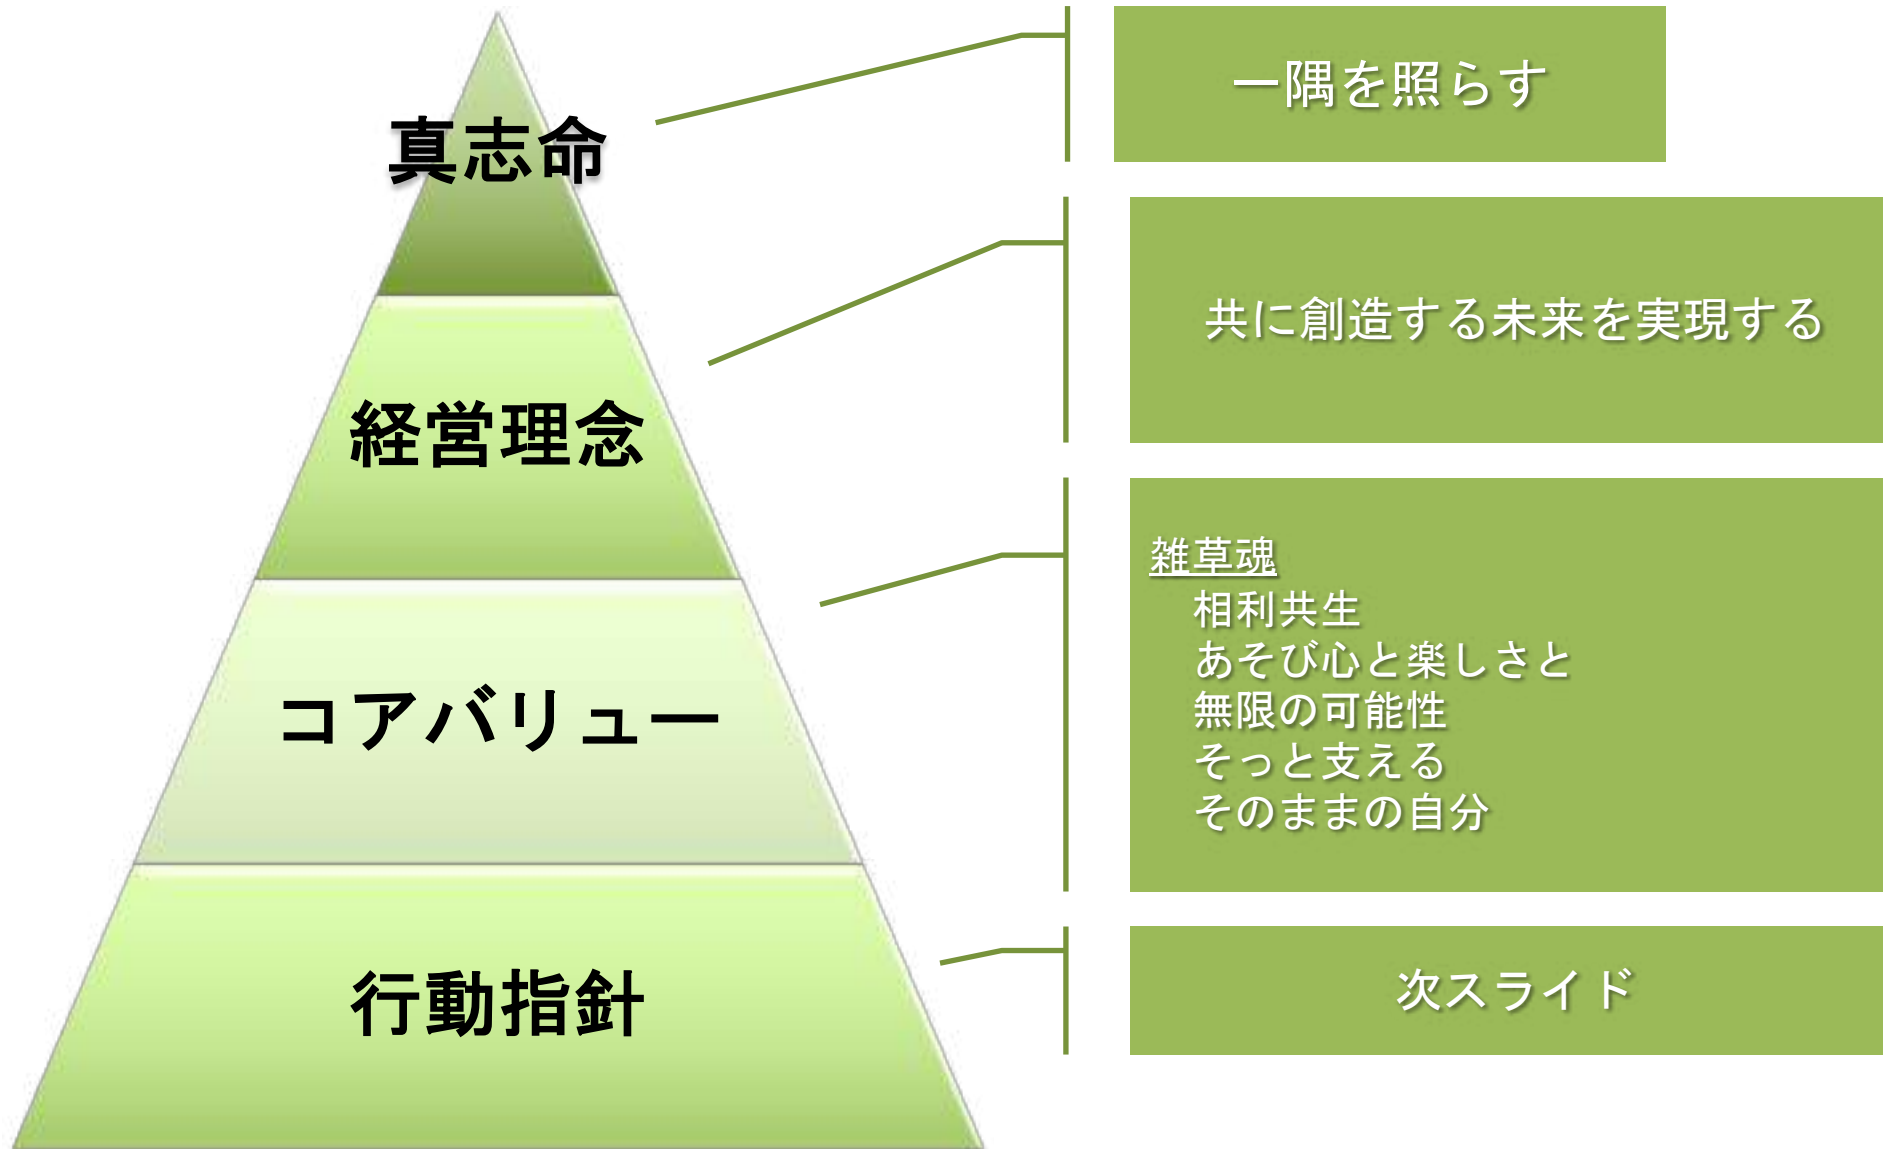 真志命
一隅を照らす
経営理念
共に創造する未来を実現する
コアバリュー
雑草魂
相利共生
あそび心と楽しさと
無限の可能性
そっと支える
そのままの自分
行動指針
次スライド